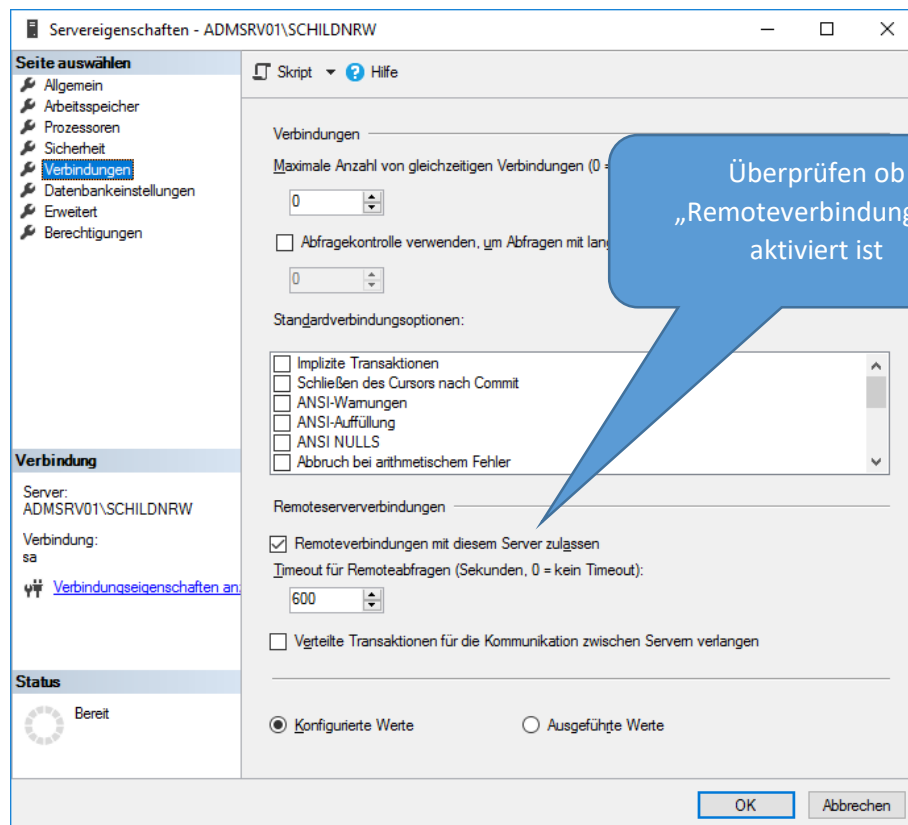 Servereigenschaften - ADMSRV01\SCHILDNRW
Seite auswählen
Allgemein
Arbeitsspeicher
Prozessoren
Sicherheit
Verbindungen
Datenbankeinstellungen
Erweitert
Berechtigungen
Verbindung
Server:
ADMSRV01\SCHILDNRW
Verbindung:
sa
Verbindungseigenschaften
Status
Bereit
Skript
Hilfe
Verbindungen
Maximale Anzahl von gleichzeitigen Verbindungen (0
0
Abfragekontrolle verwenden, um Abfragen mit
0
Standardverbindungsoptionen:
Implizite Transaktionen
Schließen des Cursors nach Commit
ANSI-Warnungen
ANSI-Auffüllung
ANSI NULLS
Abbruch bei arithmetischem Fehler
Remoteserververbindungen
Remoteverbindungen mit diesem Server zulassen
Timeout für Remoteabfragen (Sekunden, 0 = kein Timeout):
600
Verteilte Transaktionen für die Kommunikation zwischen Servern verlangen
Konfigurierte Werte
Ausgeführte Werte
Überprüfen ob
„Remoteverbindung
aktiviert ist
OK
Abbrechen